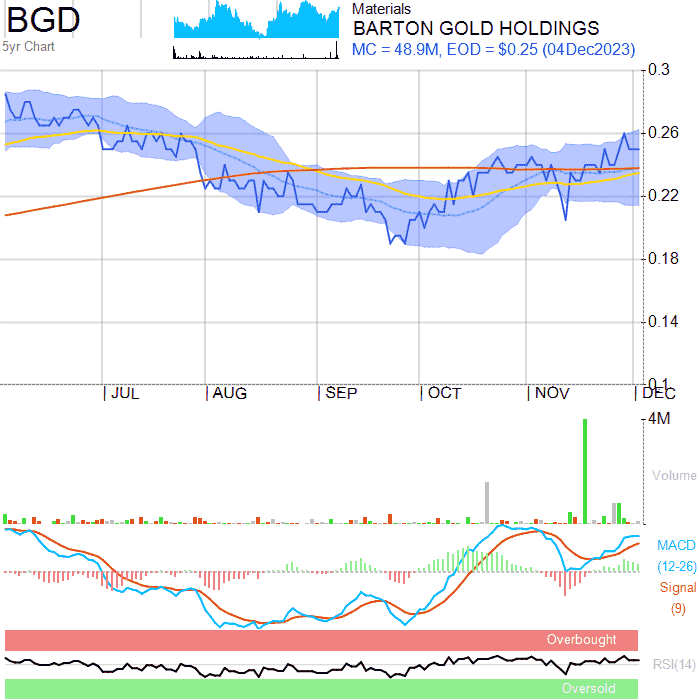 BGD
5yr Chart
Materials
BARTON GOLD HOLDINGS
MC = 48.9M, EOD = $0.25 (04Dec2023)
0.3
0.26
0.22
0.18
0.14
0.1
JUL AUG SEP OCT NOV DEC
4M
Volume
MACD
(12-26)
Signal
(9)
Overbought
RSI(14)
Oversold